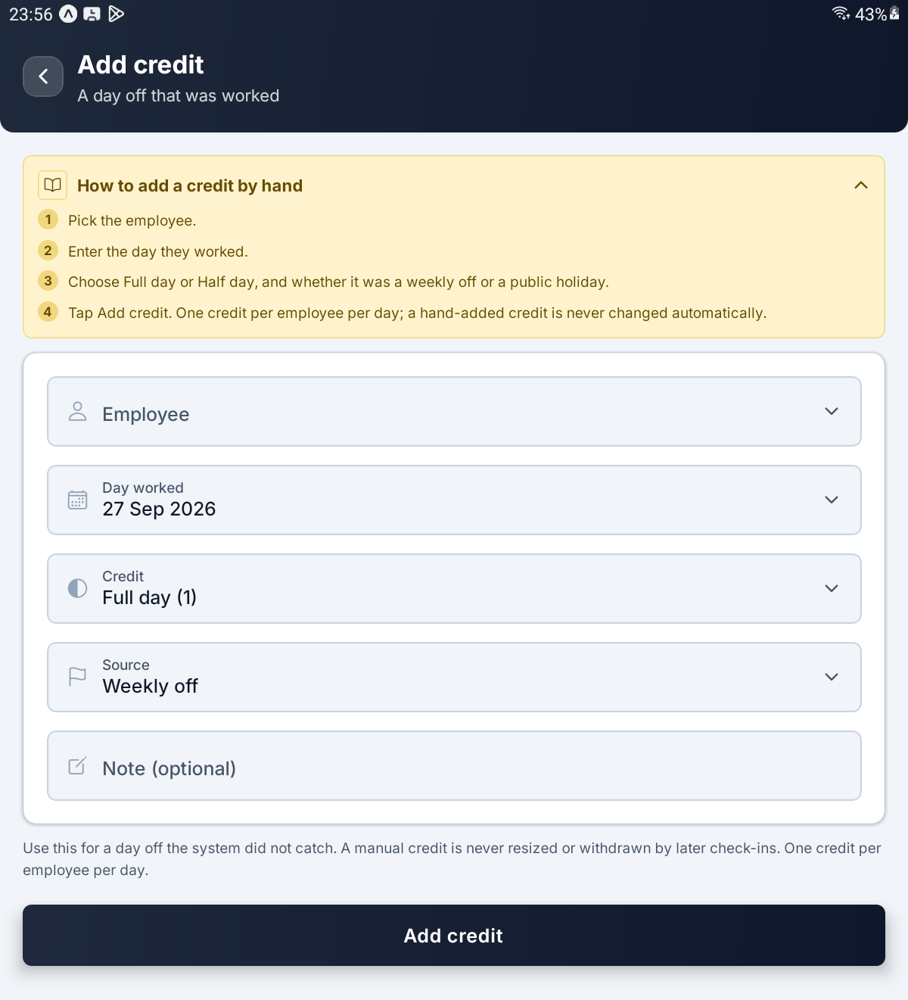 23:56
43%
Add credit
A day off that was worked
How to add a credit by hand
1 Pick the employee.
2 Enter the day they worked.
3 Choose Full day or Half day, and whether it was a weekly off or a public holiday.
4 Tap Add credit. One credit per employee per day; a hand-added credit is never changed automatically.
Employee
Day worked
27 Sep 2026
Credit
Full day (1)
Source
Weekly off
Note (optional)
Use this for a day off the system did not catch. A manual credit is never resized or withdrawn by later check-ins. One credit per
employee per day.
Add credit